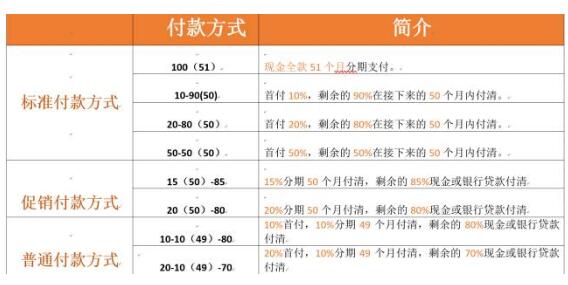 付款方式 简介
标准付款方式
100（51） 现金全款 51 个月分期支付。
10-90(50) 首付 10%，剩余的 90%在接下来的 50 个月内付清。
20-80（50） 首付 20%，剩余的 80%在接下来的 50 个月内付清。
50-50（50） 首付 50%，剩余的 50%在接下来的 50 个月内付清。
促销付款方式
15（50）-85 15%分期 50 个月付清，剩余的 85%现金或银行贷款付清
20（50）-80 20%分期 50 个月付清，剩余的 80%现金或银行贷款付清
普通付款方式
10-10（49）-80 10%首付，10%分期 49 个月付清，剩余的 80%现金或银行贷款
付清
20-10（49）-70 20%首付，10%分期 49 个月付清，剩余的 70%现金或银行贷款
付清